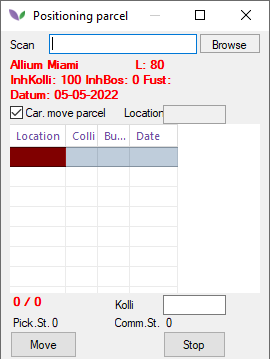 Positioning parcel
Scan Browse
Allium Miami L: 80
InhKolli: 100 InhBos: 0 Fust:
Datum: 05-05-2022
Car. move parcel Location
Location Colli Bu... Date
0 / 0 Kolli
Pick.St. 0 Comm.St. 0
Move Stop